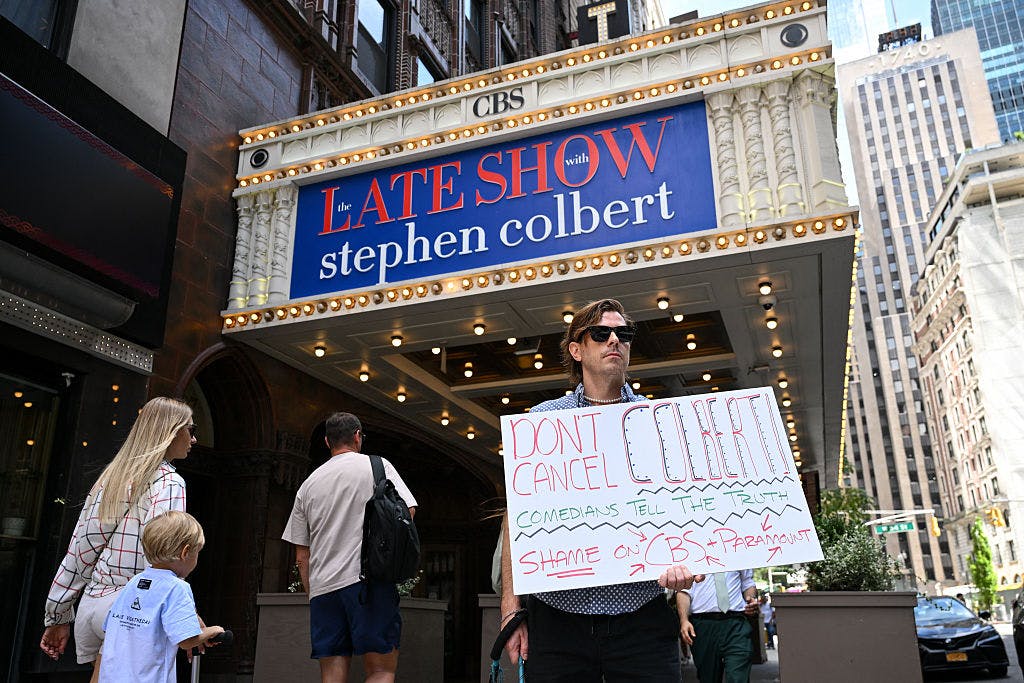 T
1740
CBS
the LATE SHOW with
stephen colbert
DON'T
CANCEL COLBERT!
COMEDIANS TELL THE TRUTH
SHAME ON CBS + PARAMOUNT